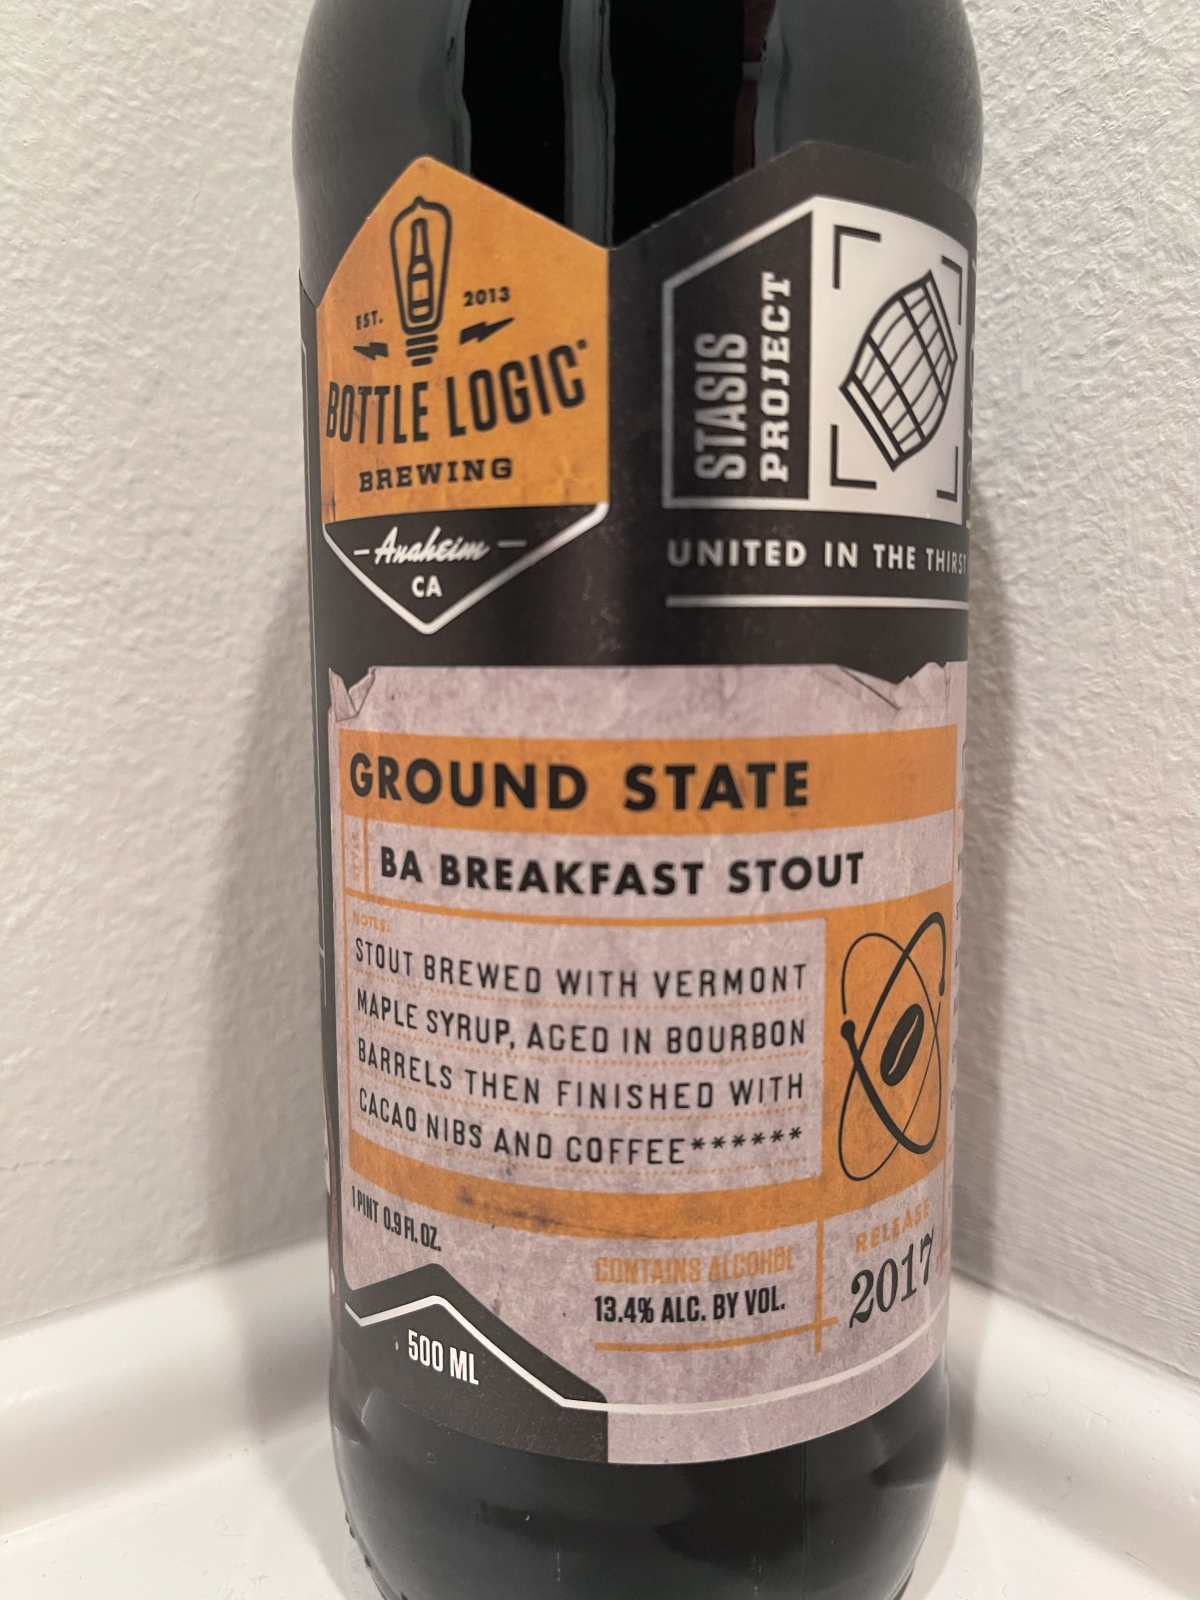 EST. 2013
BOTTLE LOGIC
BREWING
Anaheim
CA
STASIS
PROJECT
UNITED IN THE THIRST
GROUND STATE
STYLE:
BA BREAKFAST STOUT
NOTES:
STOUT BREWED WITH VERMONT
MAPLE SYRUP, AGED IN BOURBON
BARRELS THEN FINISHED WITH
CACAO NIBS AND COFFEE******
1 PINT 0.9 FL. OZ.
CONTAINS ALCOHOL
13.4% ALC. BY VOL.
RELEASE
2017
500 ML